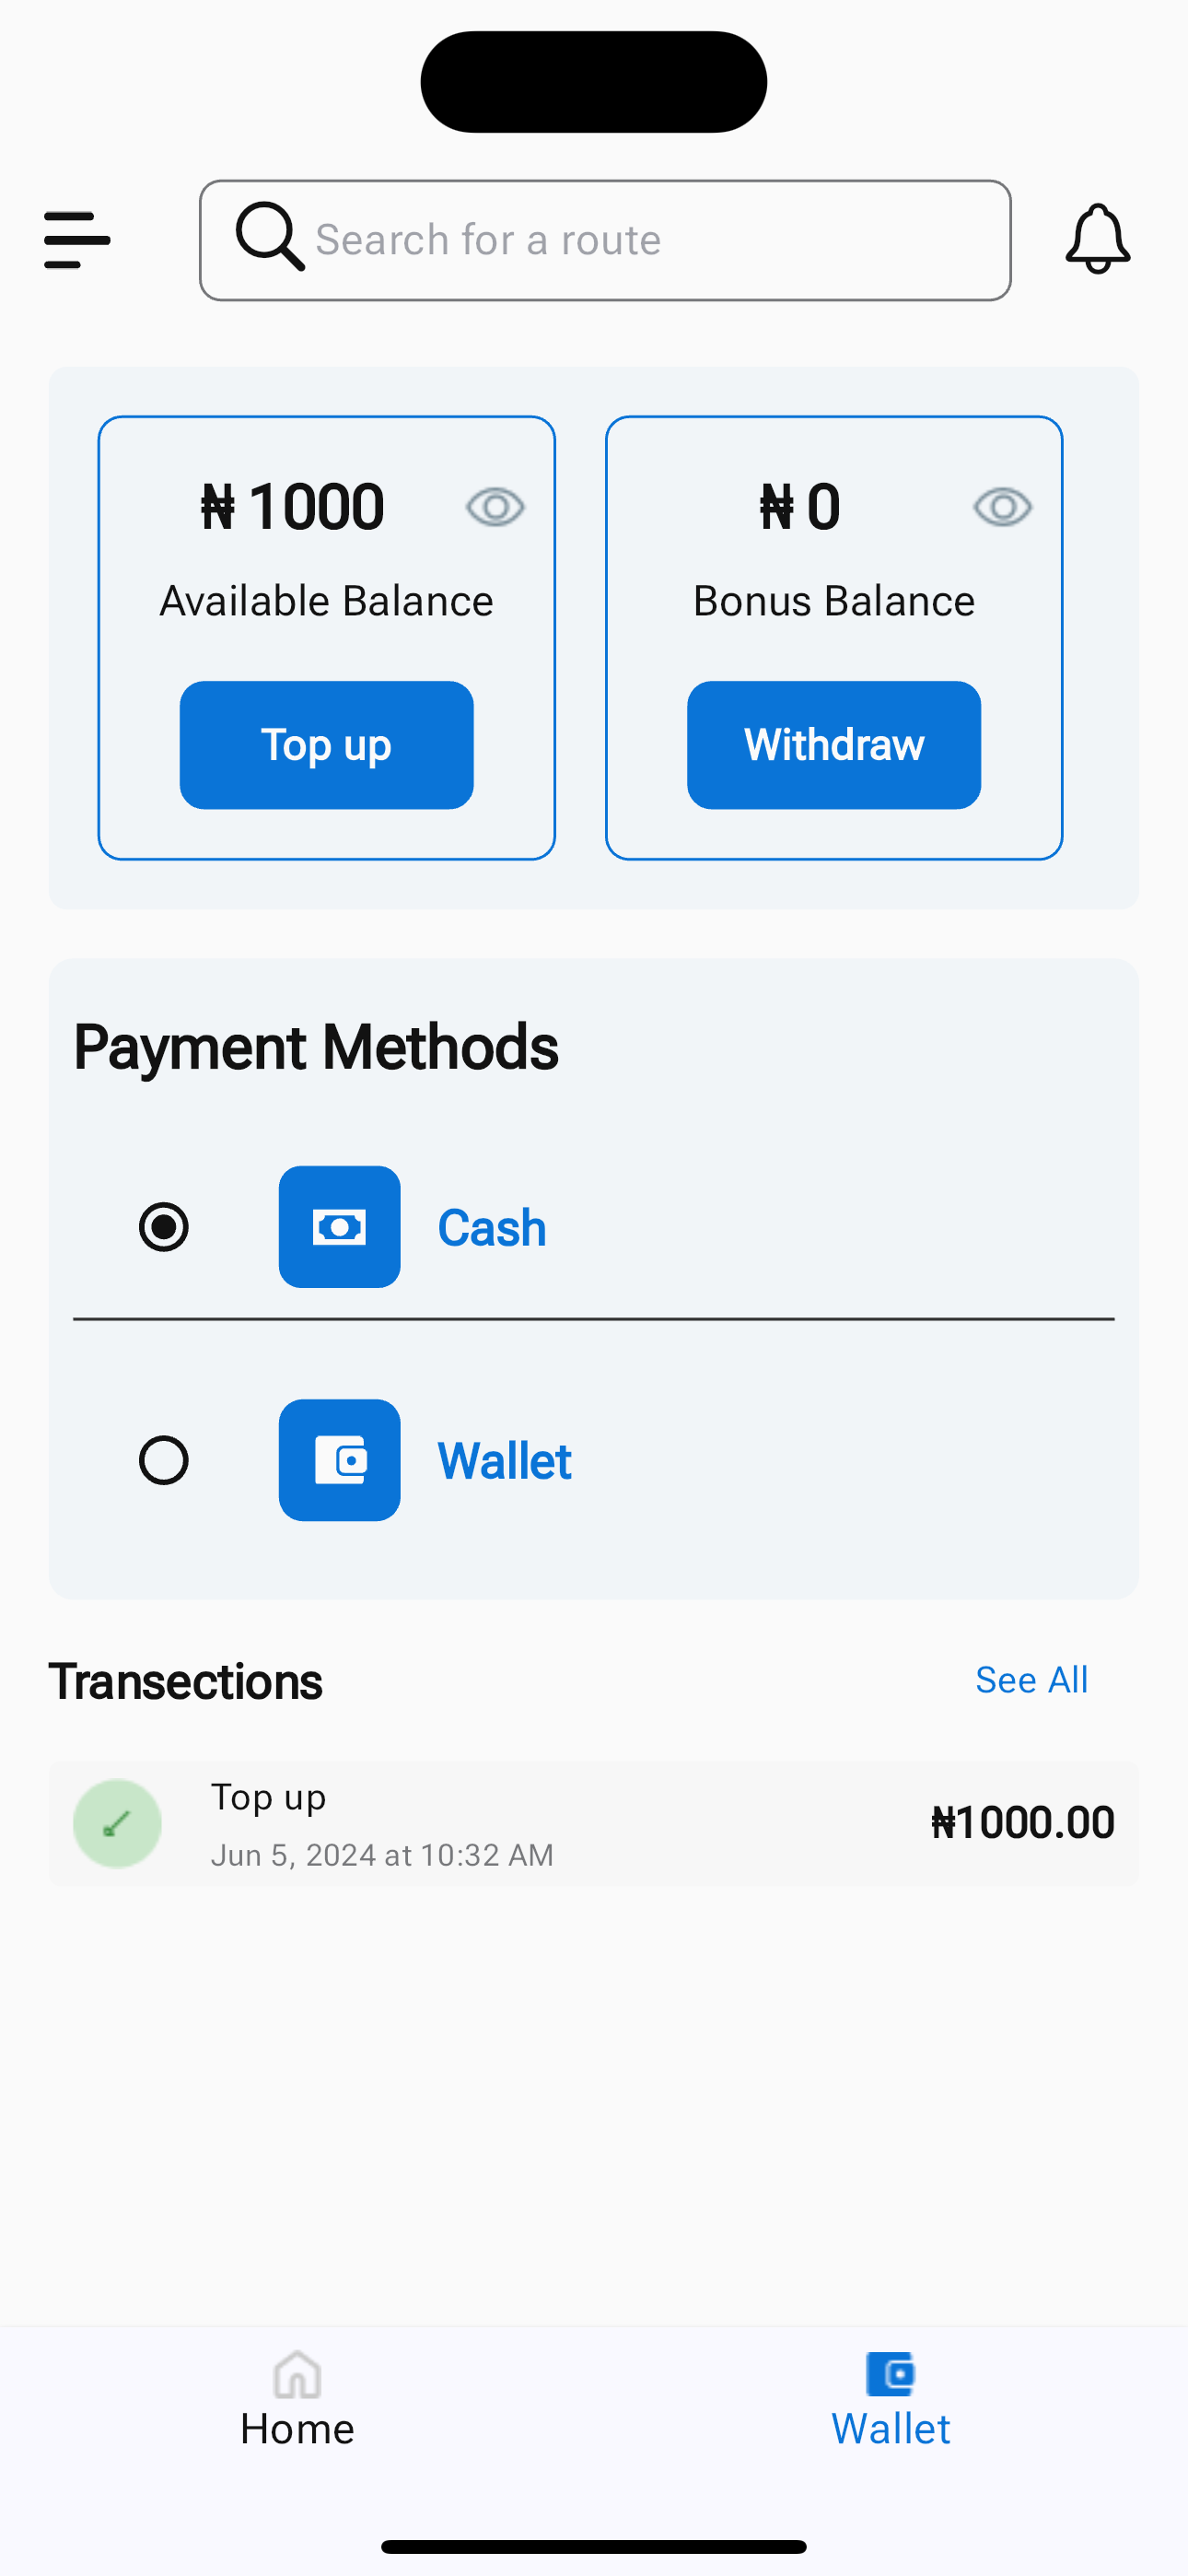 Search for a route
₦ 1000
Available Balance
Top up
₦ 0
Bonus Balance
Withdraw
Payment Methods
Cash
Wallet
Transections
See All
Top up
Jun 5, 2024 at 10:32 AM
₦1000.00
Home
Wallet